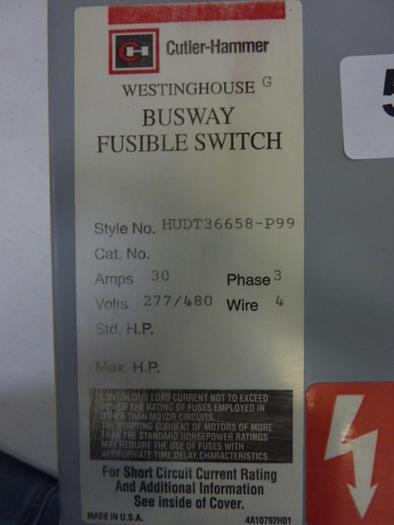 CH Cutler-Hammer
WESTINGHOUSE G
BUSWAY
FUSIBLE SWITCH
Style No. HUDT36658-P99
Cat. No.
Amps 30 Phase 3
Volts 277/480 Wire 4
Std. H.P.
Max. H.P.
CONTINUOUS LOAD CURRENT NOT TO EXCEED
80% OF THE RATING OF FUSES EMPLOYED IN
OTHER THAN MOTOR CIRCUITS.
THE STARTING CURRENT OF MOTORS OF MORE
THAN THE STANDARD HORSEPOWER RATINGS
MAY REQUIRE THE USE OF FUSES WITH
APPROPRIATE TIME DELAY CHARACTERISTICS.
For Short Circuit Current Rating
And Additional Information
See inside of Cover.
MADE IN U.S.A. 4A10792H01